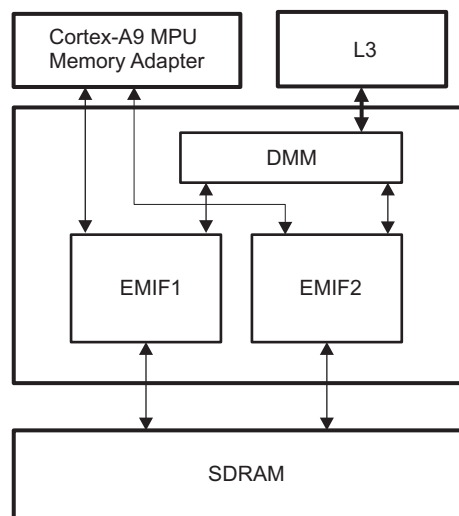 Cortex-A9 MPU
Memory Adapter
L3
DMM
EMIF1
EMIF2
SDRAM